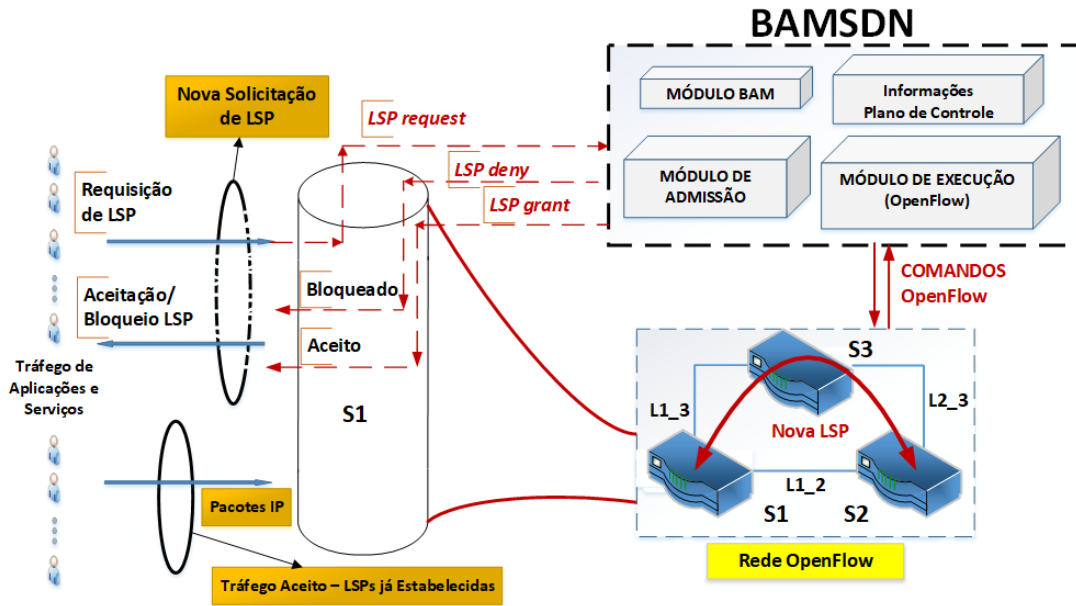 BAMSDN
Nova Solicitação
de LSP
LSP request
LSP deny
LSP grant
MÓDULO BAM
Informações
Plano de Controle
MÓDULO DE
ADMISSÃO
MÓDULO DE EXECUÇÃO
(OpenFlow)
Requisição
de LSP
Aceitação/
Bloqueio LSP
Bloqueado
Aceito
COMANDOS
OpenFlow
Tráfego de
Aplicações e
Serviços
S1
S3
L1_3
L2_3
Nova LSP
L1_2
S1
S2
Pacotes IP
Rede OpenFlow
Tráfego Aceito – LSPs já Estabelecidas